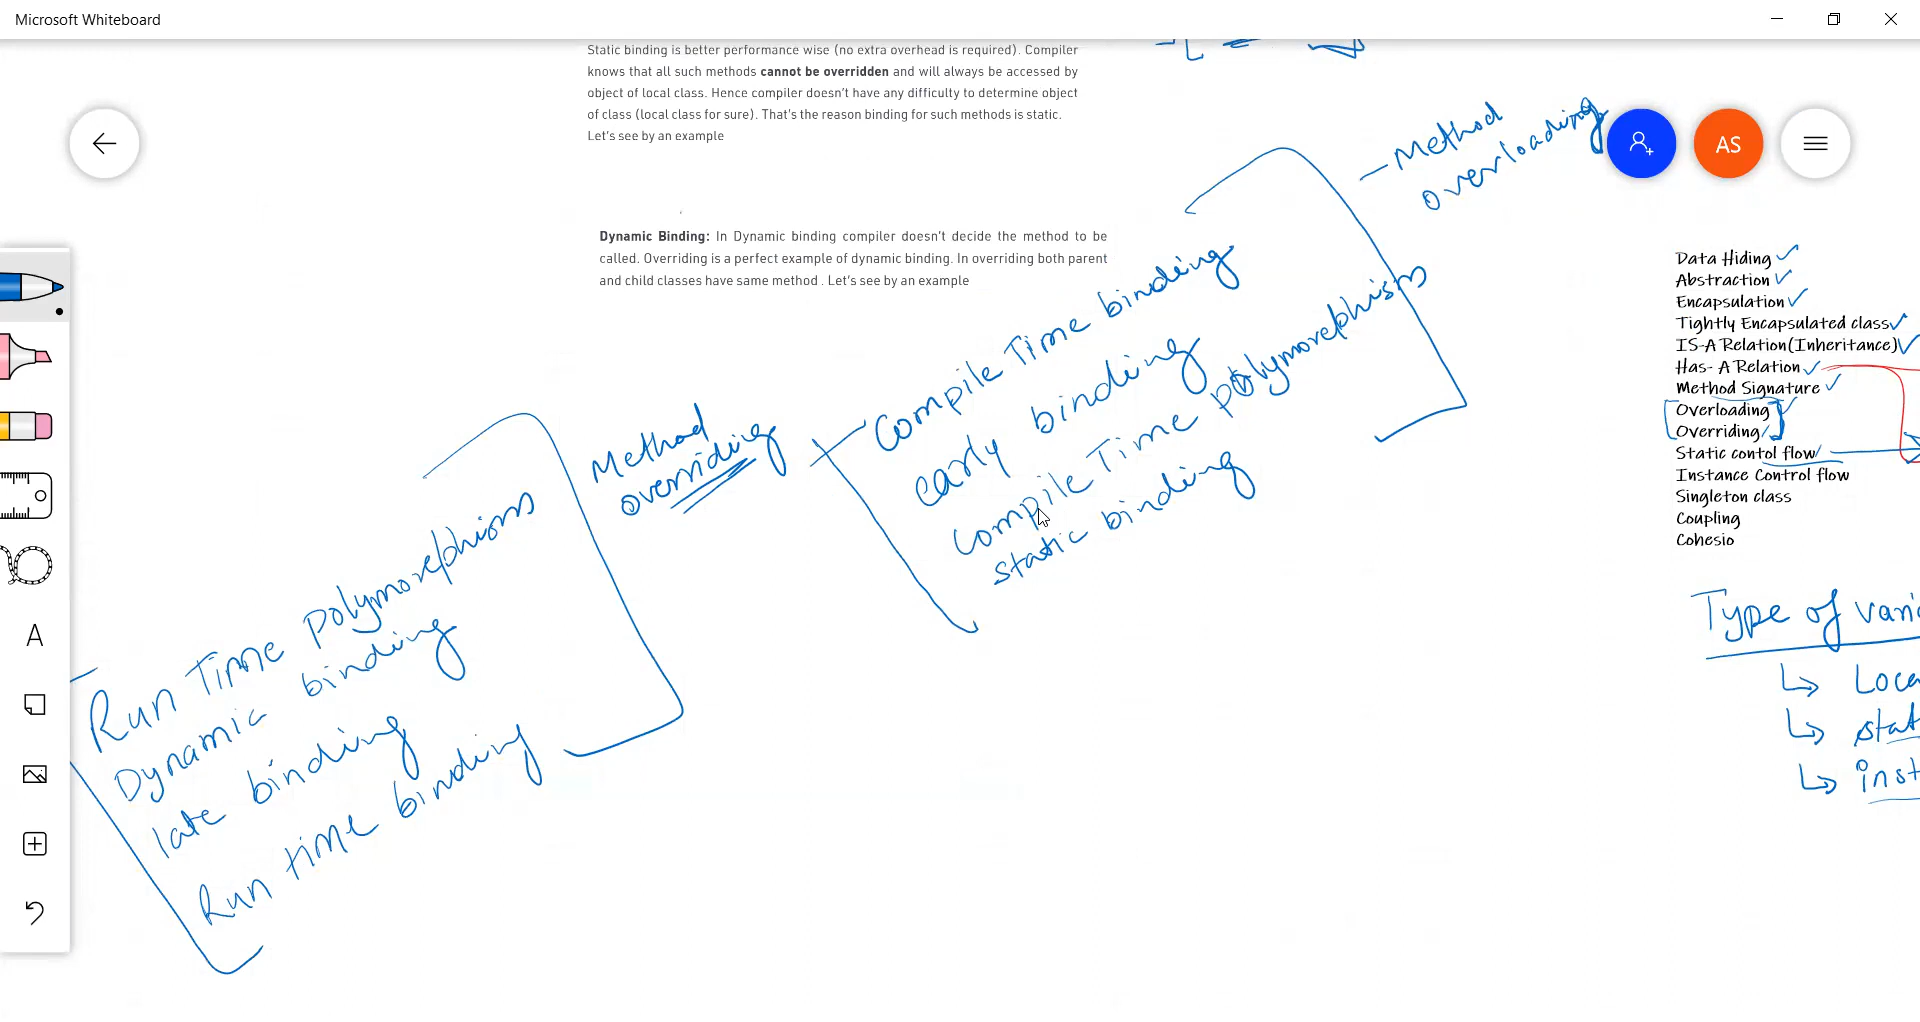 Microsoft Whiteboard
Static binding is better performance wise (no extra overhead is required). Compiler
knows that all such methods cannot be overridden and will always be accessed by
object of local class. Hence compiler doesn't have any difficulty to determine object
of class (local class for sure). That's the reason binding for such methods is static.
Let's see by an example
Method
overloading
AS
Dynamic Binding: In Dynamic binding compiler doesn't decide the method to be
called. Overriding is a perfect example of dynamic binding. In overriding both parent
and child classes have same method . Let's see by an example
Compile Time binding
early binding
Compile Time polymorephism
static binding
Method
overriding
Run Time polymorephism
Dynamic binding
late binding
Run time binding
Data Hiding
Abstraction
Encapsulation
Tightly Encapsulated class
IS-A Relation(Inheritance)
Has- A Relation
Method Signature
Overloading
Overriding
Static contol flow
Instance Control flow
Singleton class
Coupling
Cohesio
Type of vari
Loca
stat
inst
A